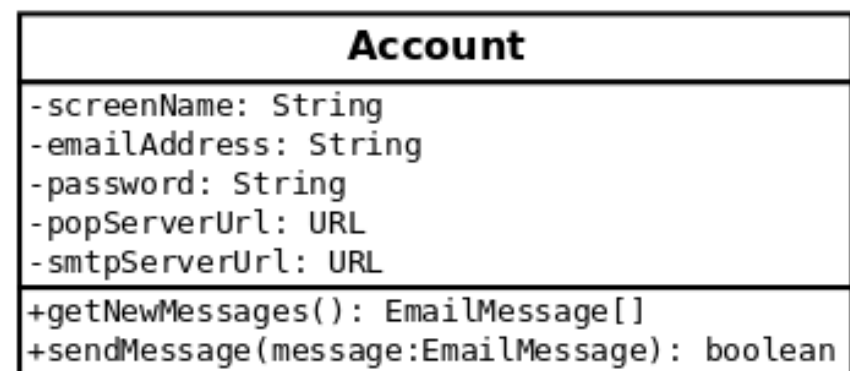 Account
-screenName: String
-emailAddress: String
-password: String
-popServerUrl: URL
-smtpServerUrl: URL
+getNewMessages(): EmailMessage[]
+sendMessage(message:EmailMessage): boolean